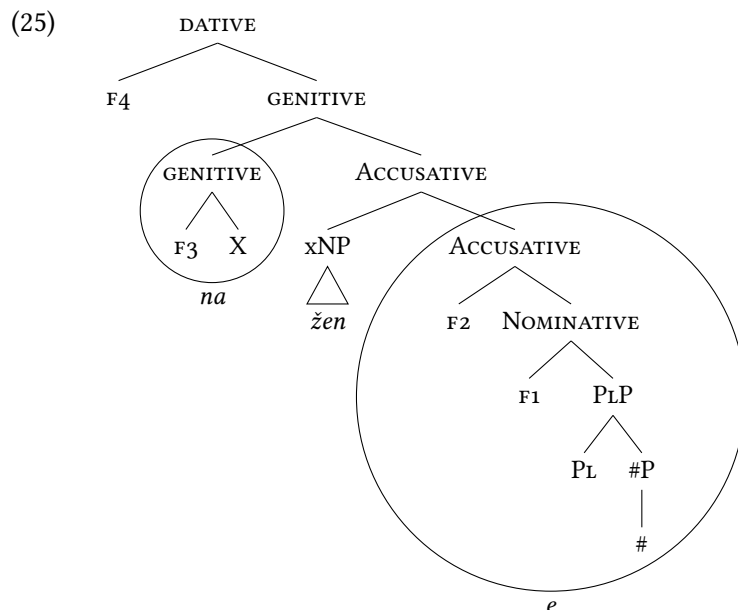 (25) DATIVE
F4 GENITIVE
GENITIVE ACCUSATIVE
F3 X xNP ACCUSATIVE
na žen F2 NOMINATIVE
F1 PLP
PL #P
#
e